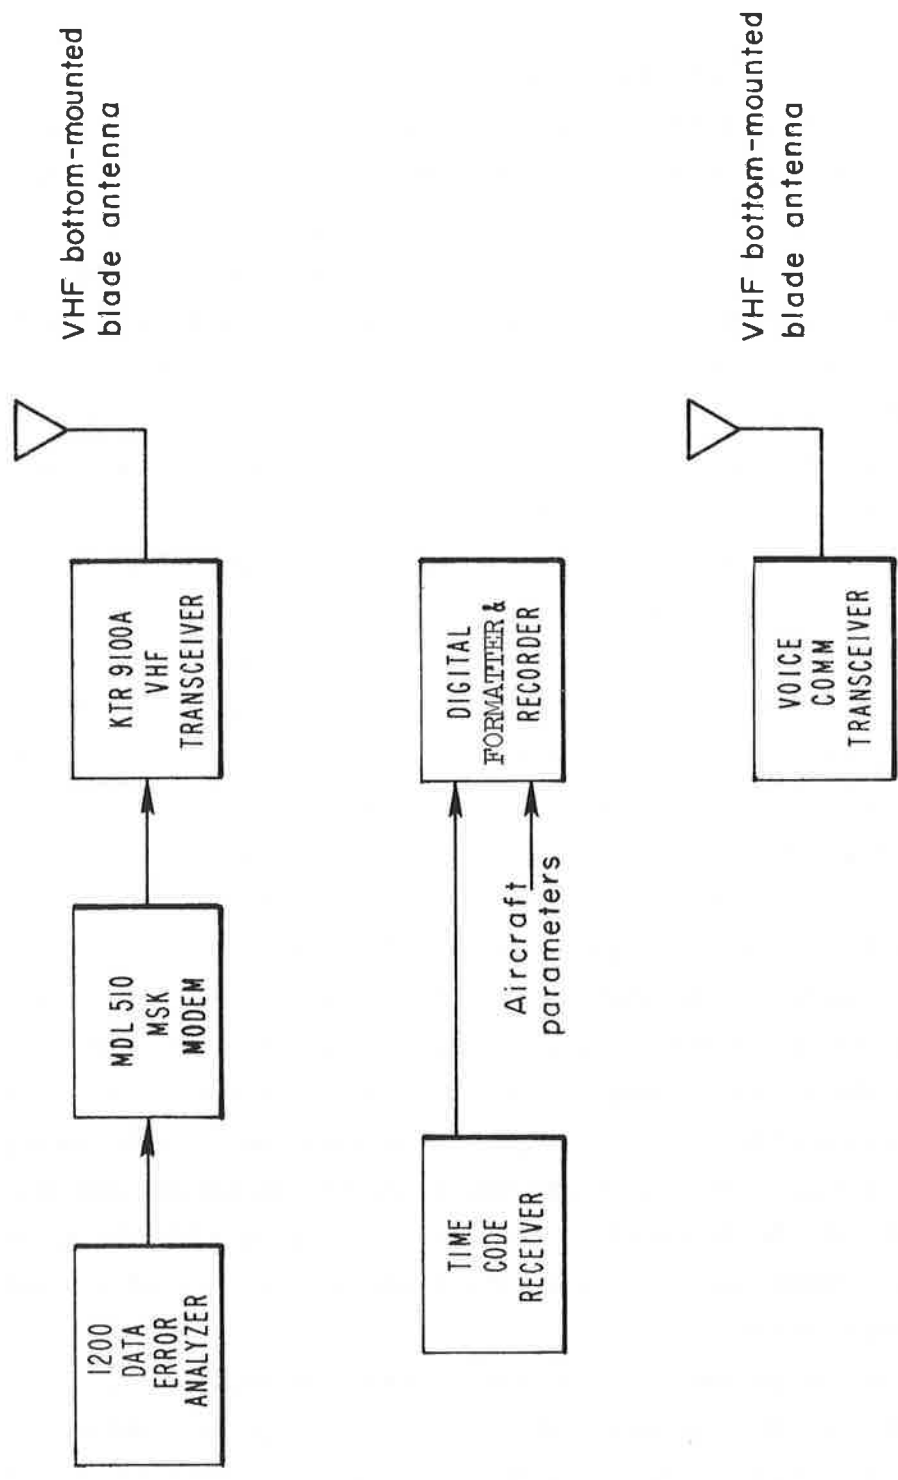 1200
DATA
ERROR
ANALYZER
MDL 510
MSK
MODEM
KTR 9100A
VHF
TRANSCEIVER
VHF bottom-mounted
blade antenna
TIME
CODE
RECEIVER
Aircraft
parameters
DIGITAL
FORMATTER &
RECORDER
VOICE
COMM
TRANSCEIVER
VHF bottom-mounted
blade antenna